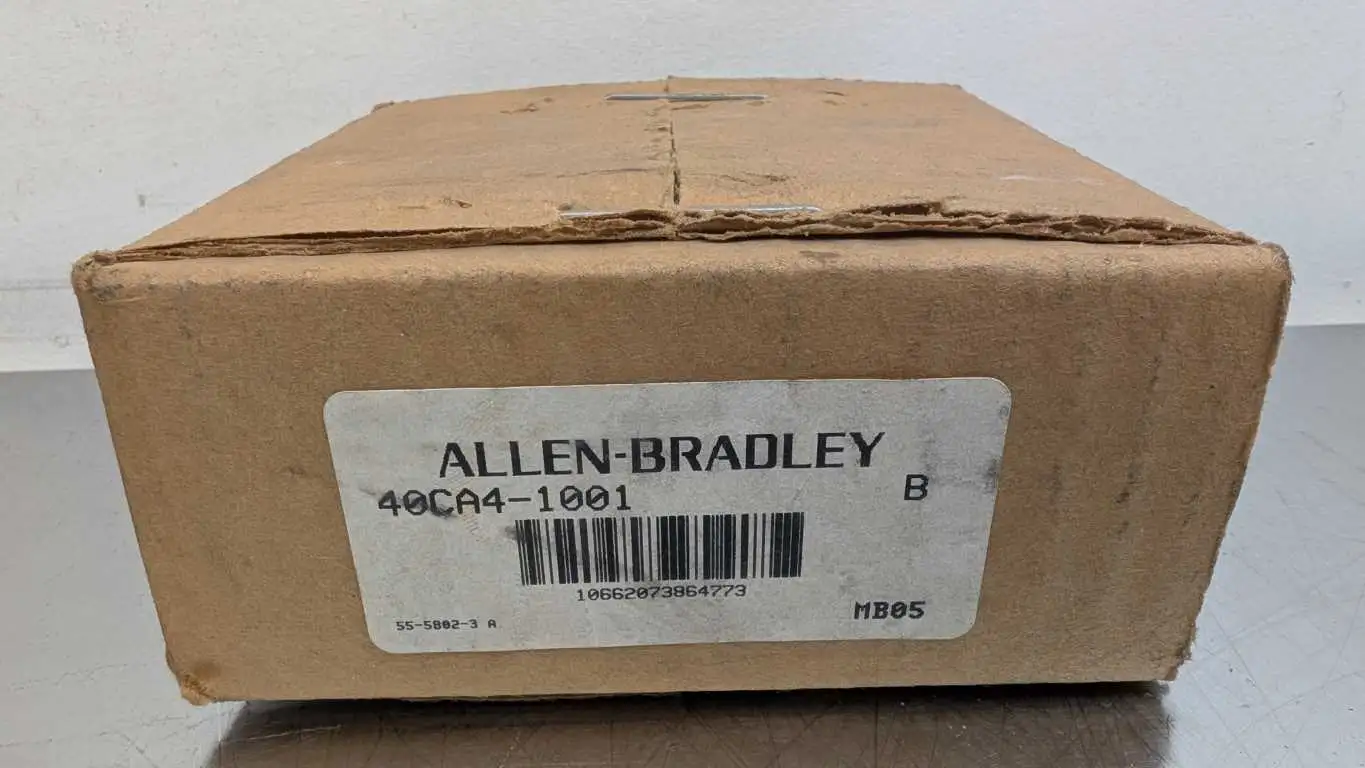 ALLEN-BRADLEY
40CA4-1001 B
10662073864773
55-5802-3 A
MB05